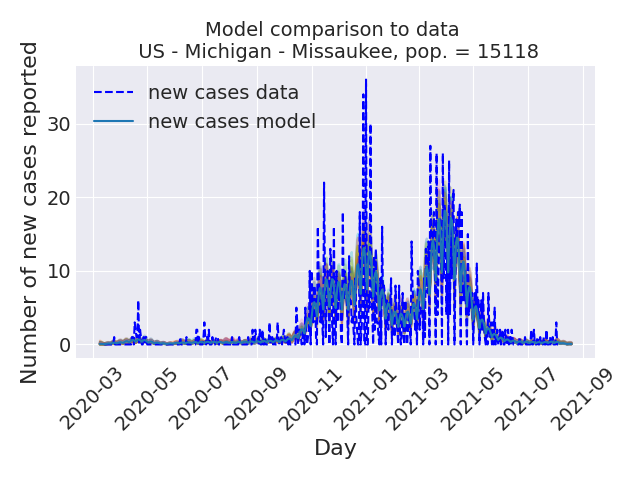 Model comparison to data
US - Michigan - Missaukee, pop. = 15118
Number of new cases reported
30
20
10
0
new cases data
new cases model
2020-03
2020-05
2020-07
2020-09
2020-11
2021-01
2021-03
2021-05
2021-07
2021-09
Day